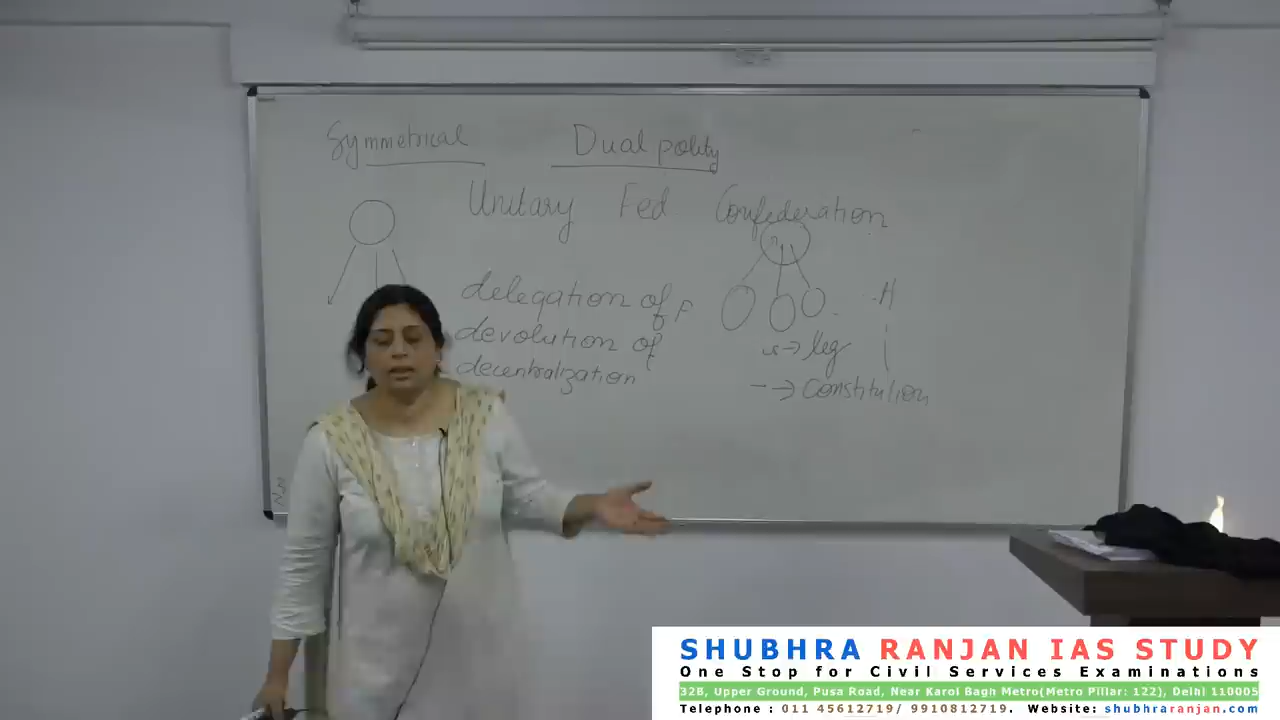 Symmetrical Dual polity
Unitary Fed Confederation
delegation of F
devolution of
decentralization
→ leg
→ Constitution
SHUBHRA RANJAN IAS STUDY
One Stop for Civil Services Examinations
32B, Upper Ground, Pusa Road, Near Karol Bagh Metro(Metro Pillar: 122), Delhi 110005
Telephone : 011 45612719/ 9910812719. Website: shubhraranjan.com